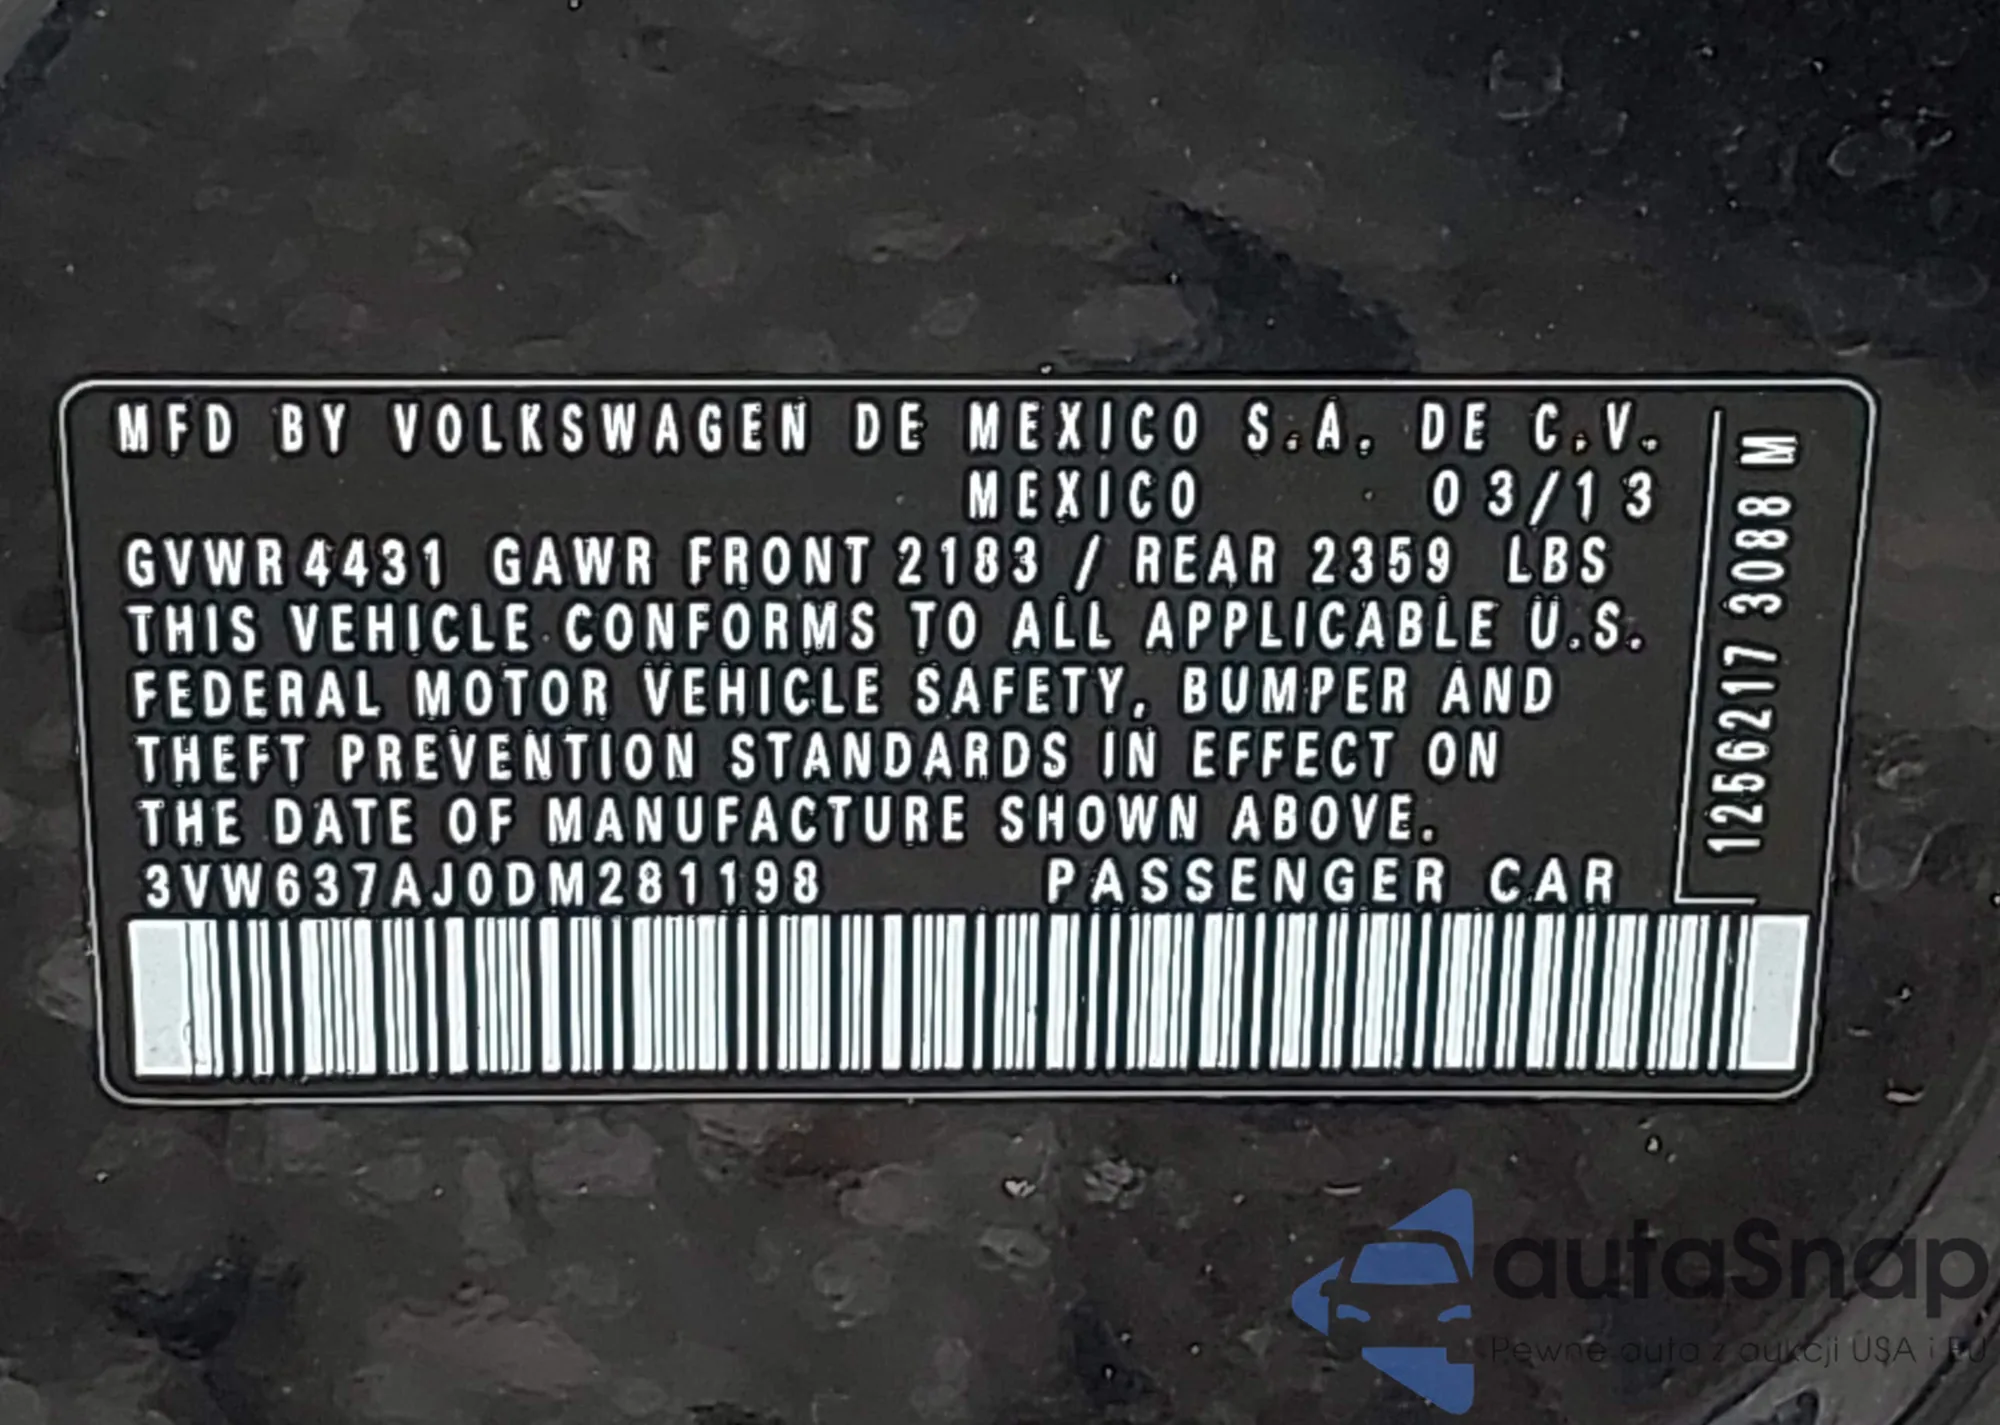 MFD BY VOLKSWAGEN DE MEXICO S.A. DE C.V.
MEXICO 03/13
GVWR 4431 GAWR FRONT 2183 / REAR 2359 LBS
THIS VEHICLE CONFORMS TO ALL APPLICABLE U.S.
FEDERAL MOTOR VEHICLE SAFETY, BUMPER AND
THEFT PREVENTION STANDARDS IN EFFECT ON
THE DATE OF MANUFACTURE SHOWN ABOVE.
3VW637AJ0DM281198 PASSENGER CAR
1256217 3088 M
autaSnap
Pewne auta z aukcji USA i EU